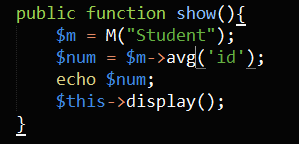 public function show(){
$m = M("Student");
$num = $m->avg('id');
echo $num;
$this->display();
}